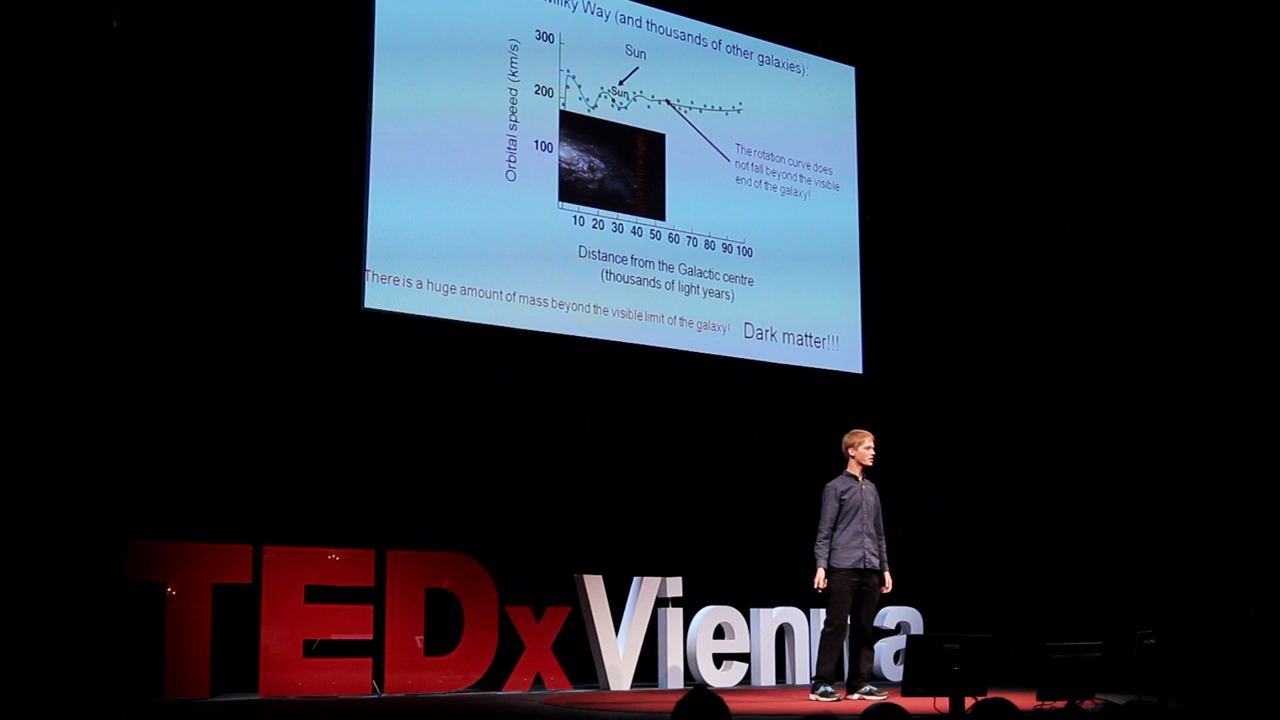 Milky Way (and thousands of other galaxies):
300
200
100
Orbital speed (km/s)
Sun
Sun
The rotation curve does
not fall beyond the visible
end of the galaxy!
10 20 30 40 50 60 70 80 90 100
Distance from the Galactic centre
(thousands of light years)
There is a huge amount of mass beyond the visible limit of the galaxy!
Dark matter!!!
TEDxVienna